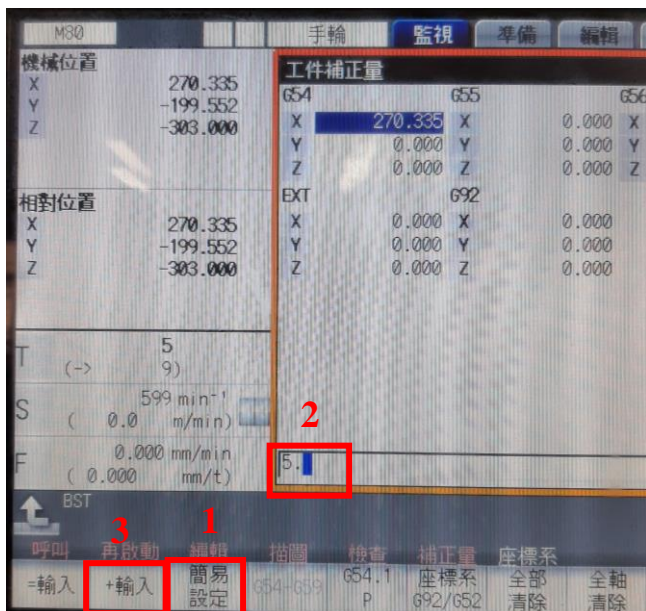 M80 手輪 監視 準備 編輯
機械位置
X 270.335
Y -199.552
Z -303.000
相對位置
X 270.335
Y -199.552
Z -303.000
T 5
(-> 9)
S 599 min⁻¹
( 0.0 m/min)
F 0.000 mm/min
( 0.000 mm/t)
工件補正量
G54 G55 G56
X 270.335 X 0.000 X
Y 0.000 Y 0.000 Y
Z 0.000 Z 0.000 Z
EXT G92
X 0.000 X 0.000
Y 0.000 Y 0.000
Z 0.000 Z 0.000
2
5.
BST
3 1
呼叫 再啟動 編輯 描圖 檢查 補正量 座標系
=輸入 +輸入 簡易設定 G54-G59 G54.1 P 座標系 G92/G52 全部清除 全軸清除